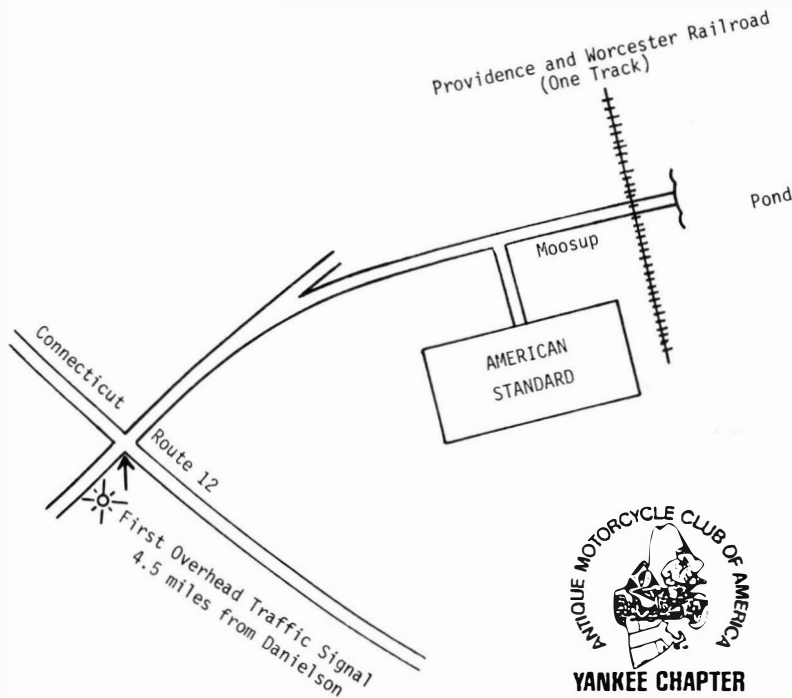 Providence and Worcester Railroad
(One Track)
Pond
Moosup
AMERICAN
STANDARD
Connecticut
Route 12
First Overhead Traffic Signal
4.5 miles from Danielson
ANTIQUE MOTORCYCLE CLUB OF AMERICA
YANKEE CHAPTER